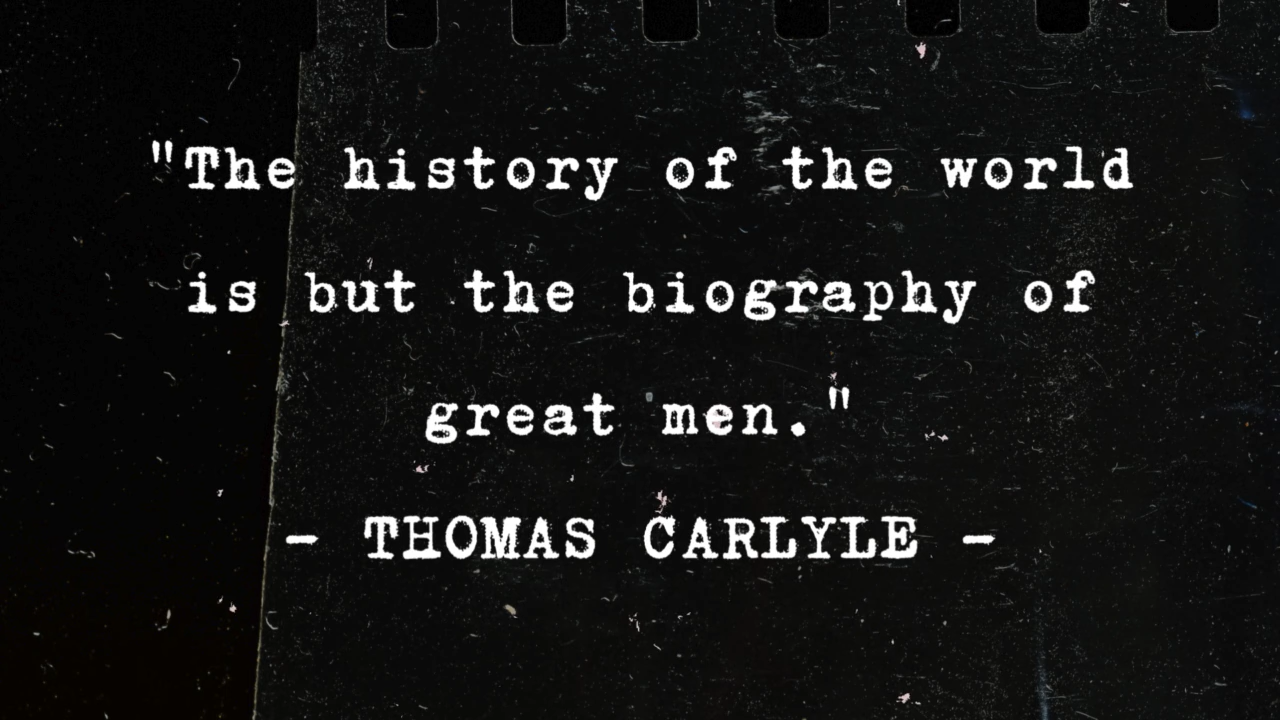 "The history of the world
is but the biography of
great men."
- THOMAS CARLYLE -